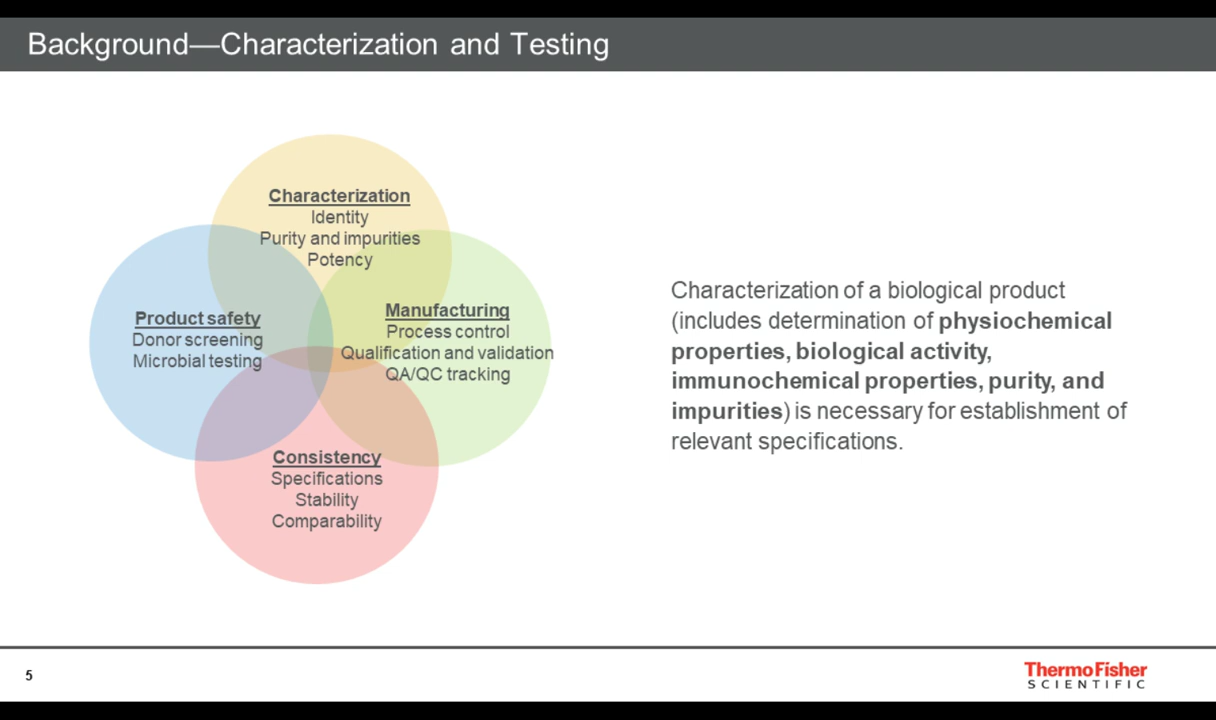 Background—Characterization and Testing
Characterization
Identity
Purity and impurities
Potency
Product safety
Donor screening
Microbial testing
Manufacturing
Process control
Qualification and validation
QA/QC tracking
Consistency
Specifications
Stability
Comparability
Characterization of a biological product
(includes determination of physiochemical
properties, biological activity,
immunochemical properties, purity, and
impurities) is necessary for establishment of
relevant specifications.
5
ThermoFisher
SCIENTIFIC